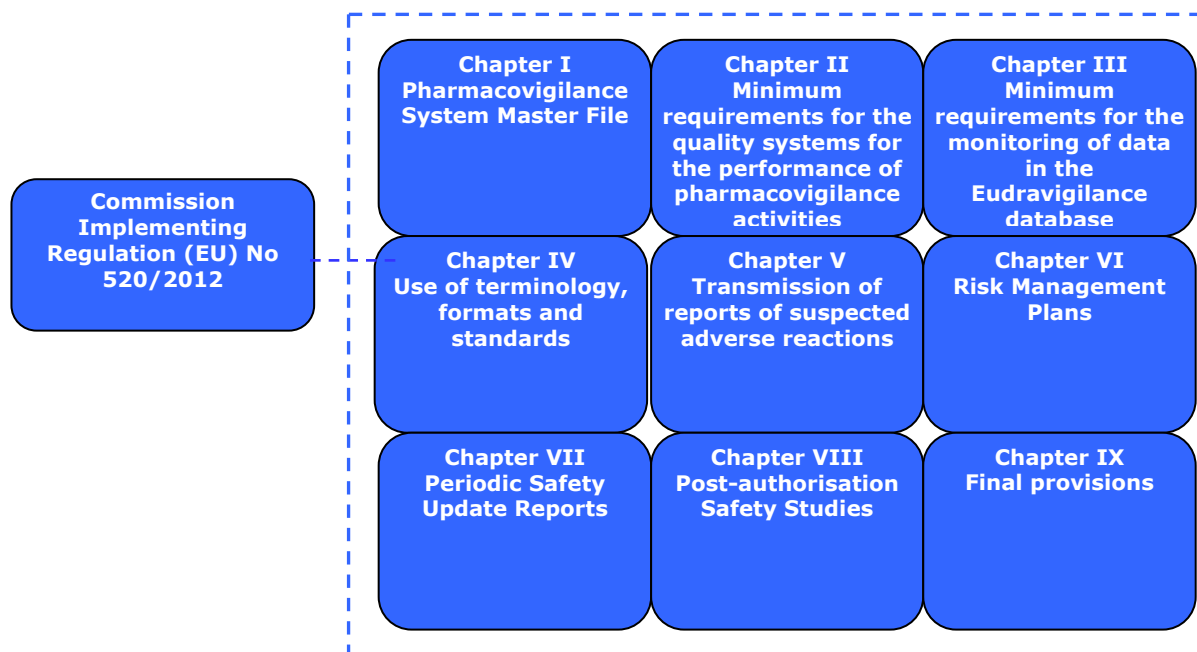 Commission
Implementing
Regulation (EU) No
520/2012
Chapter I
Pharmacovigilance
System Master File
Chapter II
Minimum
requirements for the
quality systems for
the performance of
pharmacovigilance
activities
Chapter III
Minimum
requirements for the
monitoring of data
in the
Eudravigilance
database
Chapter IV
Use of terminology,
formats and
standards
Chapter V
Transmission of
reports of suspected
adverse reactions
Chapter VI
Risk Management
Plans
Chapter VII
Periodic Safety
Update Reports
Chapter VIII
Post-authorisation
Safety Studies
Chapter IX
Final provisions